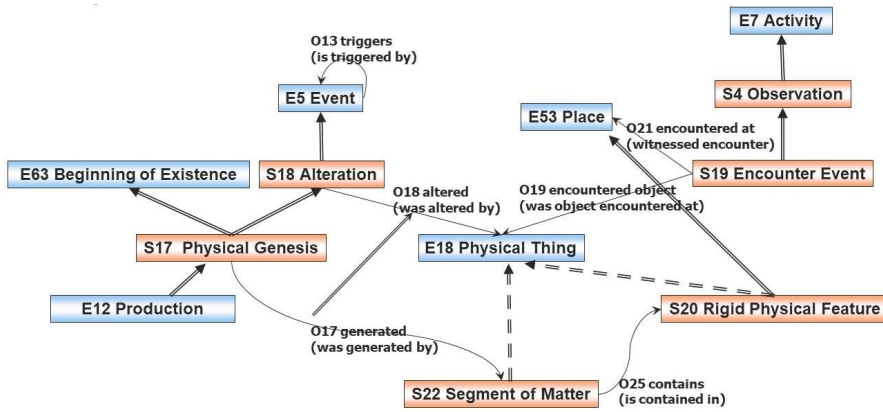 E7 Activity
O13 triggers
(is triggered by)
E5 Event
S4 Observation
E53 Place
O21 encountered at
(witnessed encounter)
E63 Beginning of Existence
S18 Alteration
S19 Encounter Event
O18 altered
(was altered by)
O19 encountered object
(was object encountered at)
S17 Physical Genesis
E18 Physical Thing
E12 Production
S20 Rigid Physical Feature
O17 generated
(was generated by)
S22 Segment of Matter
O25 contains
(is contained in)